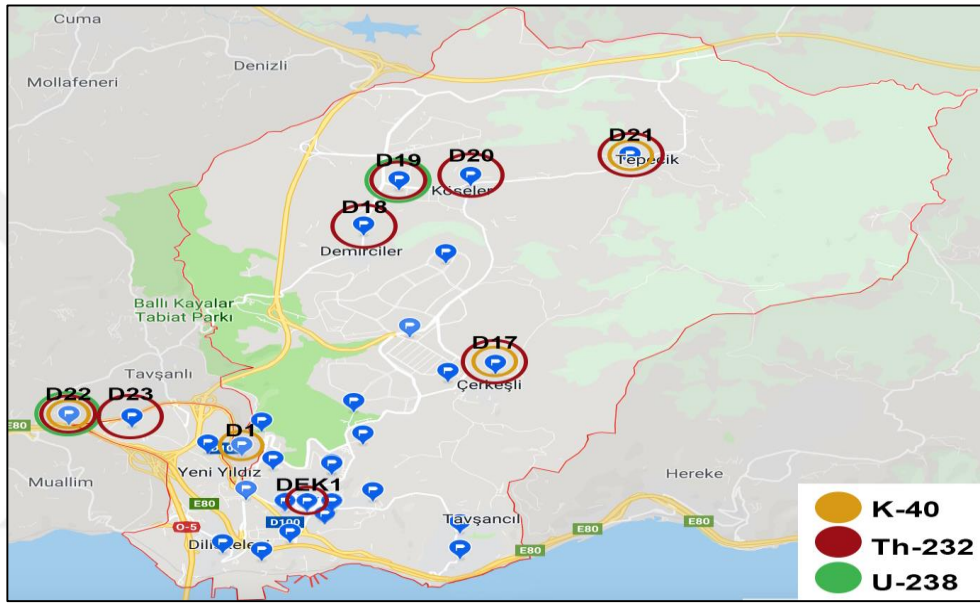 Cuma
Denizli
Mollafeneri
D21
Tepecik
D20
D19
Köseler
D18
Demirciler
Ballı Kayalar
Tabiat Parkı
D17
Çerkeşli
Tavşanlı
D22
D23
E80
D1
Yeni Yıldız
Muallim
Hereke
DEK1
E80
D100
O-5
Tavşancıl
E80
E80
K-40
Th-232
U-238